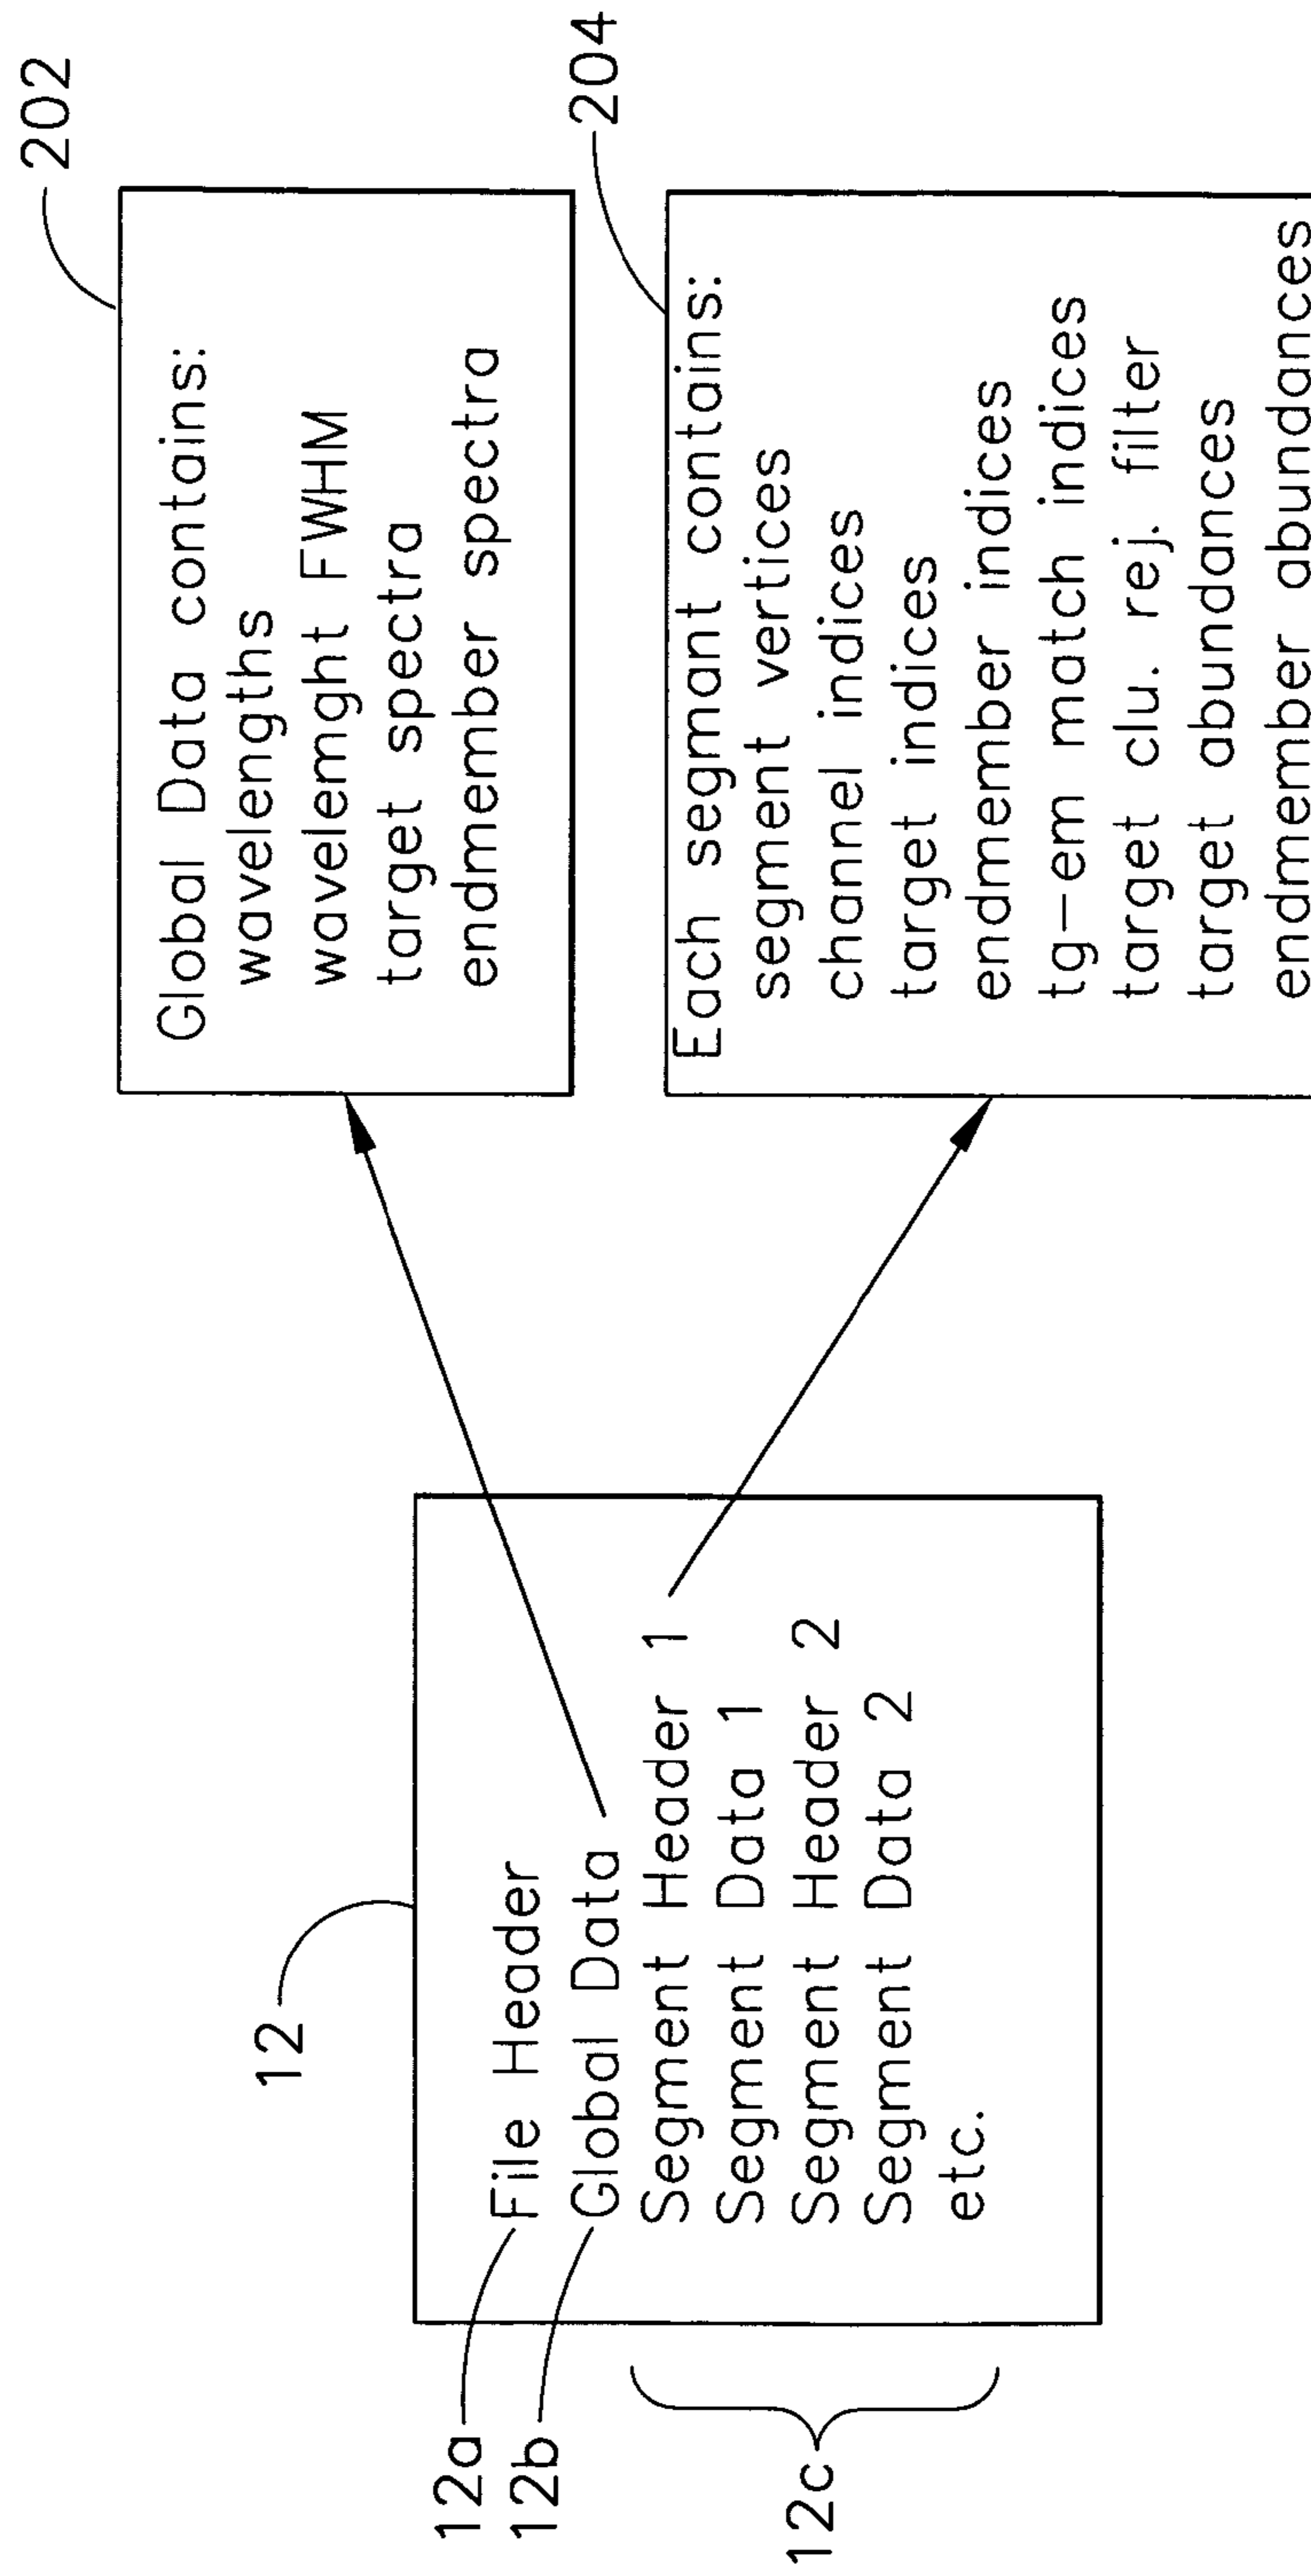 12
12a
File Header
12b
Global Data
Segment Header 1
Segment Data 1
Segment Header 2
Segment Data 2
etc.
12c
202
Global Data contains:
wavelengths
wavelemght FWHM
target spectra
endmember spectra
204
Each segmant contains:
segment vertices
channel indices
target indices
endmember indices
tg-em match indices
target clu. rej. filter
target abundances
endmember abundances